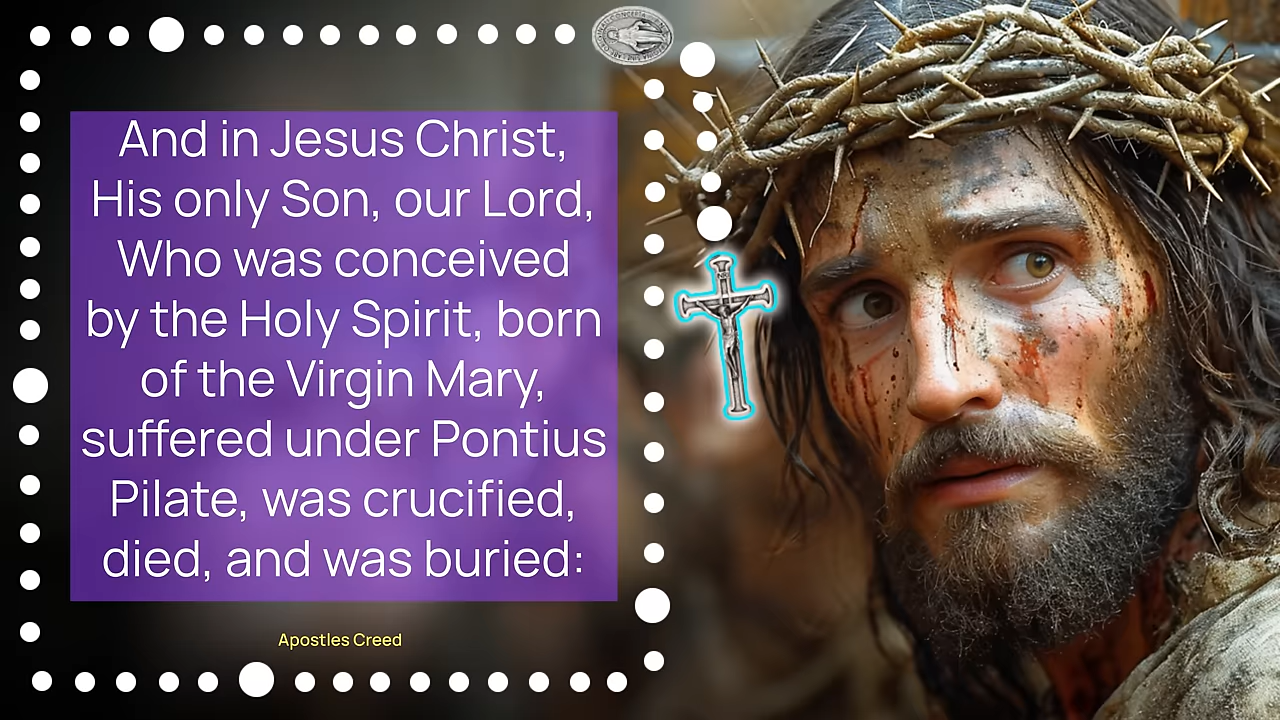 And in Jesus Christ,
His only Son, our Lord,
Who was conceived
by the Holy Spirit, born
of the Virgin Mary,
suffered under Pontius
Pilate, was crucified,
died, and was buried:
Apostles Creed